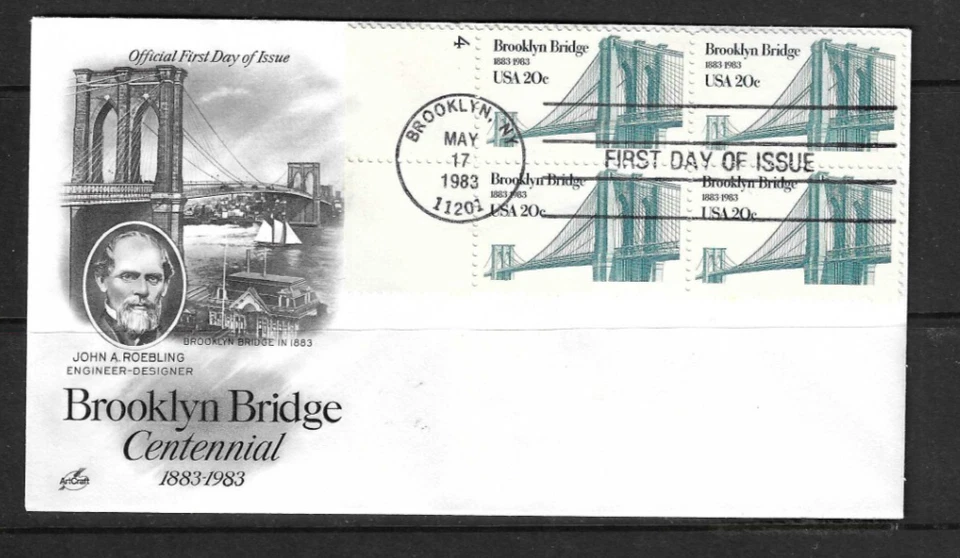 Official First Day of Issue
BROOKLYN BRIDGE IN 1883
JOHN A. ROEBLING
ENGINEER-DESIGNER
Brooklyn Bridge
Centennial
1883-1983
ArtCraft
4
Brooklyn Bridge
1883-1983
USA 20c
Brooklyn Bridge
1883-1983
USA 20c
BROOKLYN, NY
MAY
17
1983
11201
FIRST DAY OF ISSUE
Brooklyn Bridge
1883-1983
USA 20c
Brooklyn Bridge
1883-1983
USA 20c